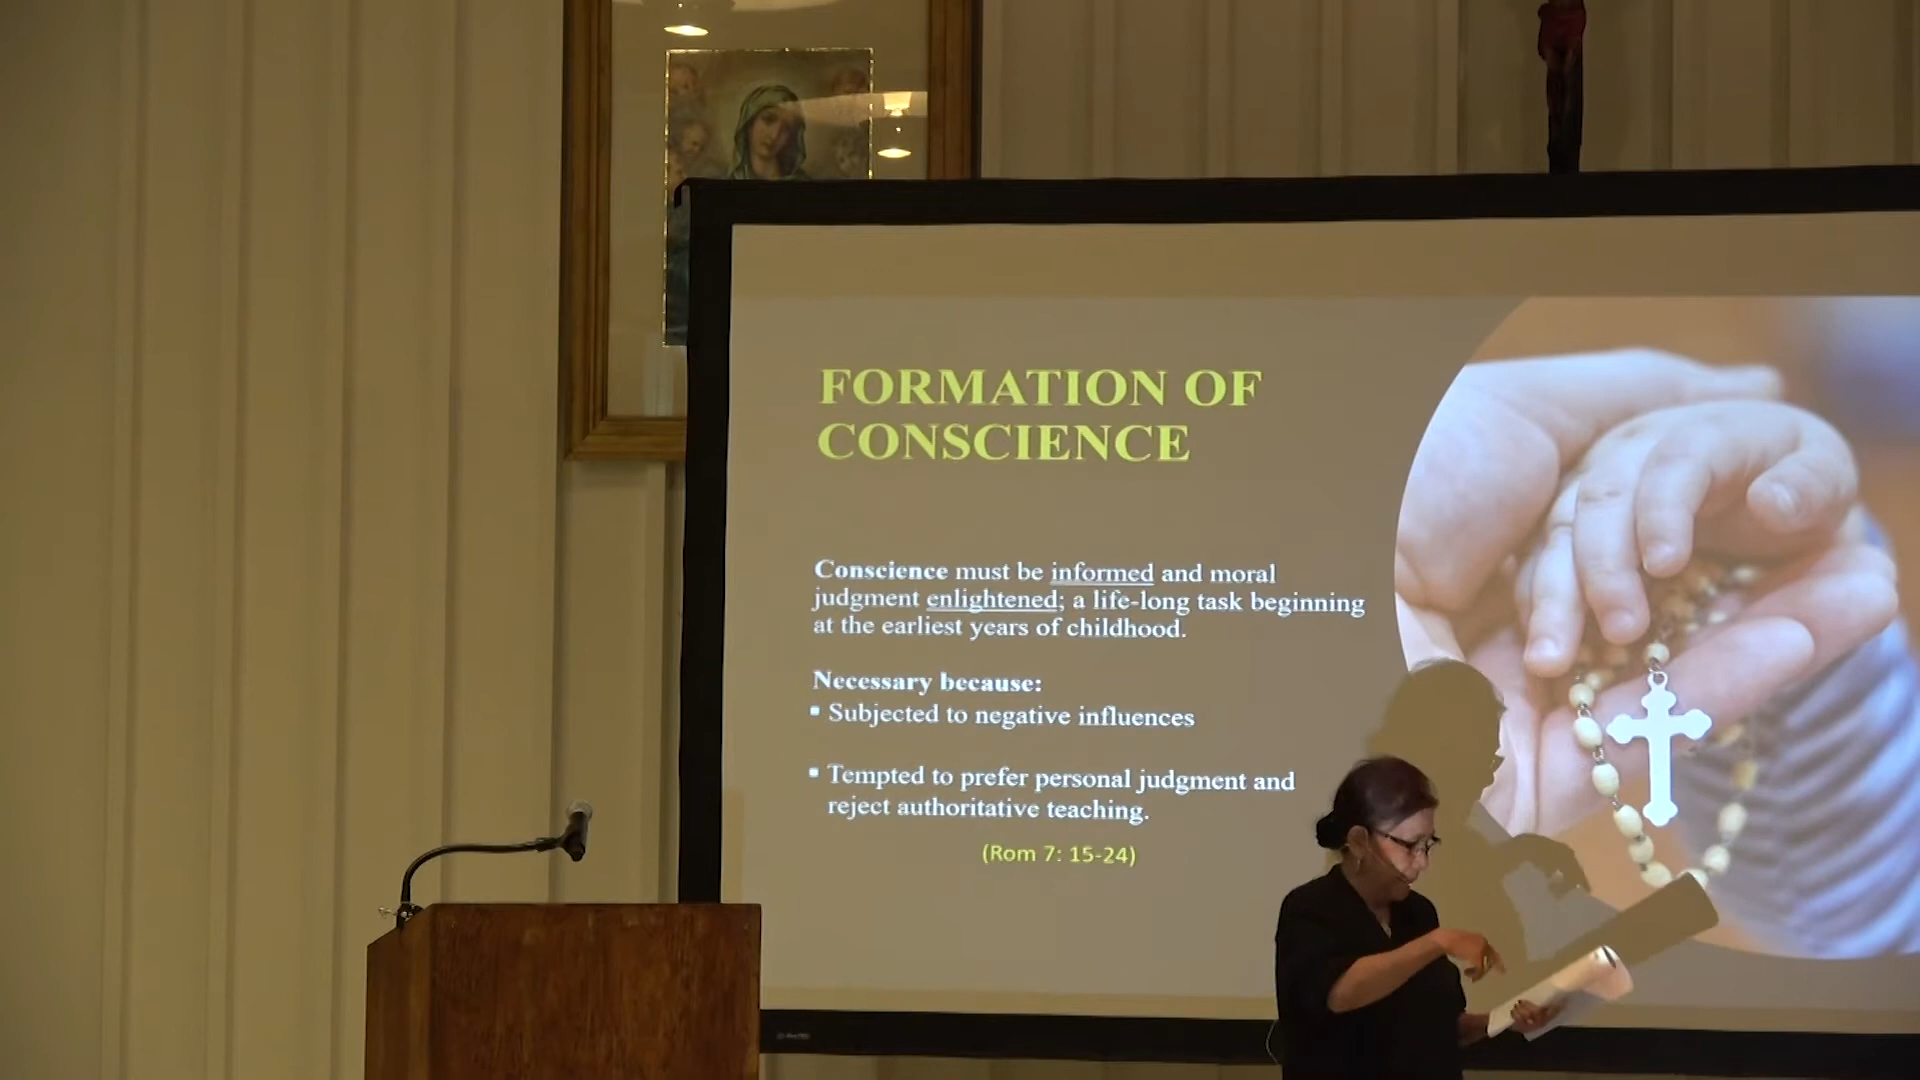 FORMATION OF
CONSCIENCE
Conscience must be informed and moral
judgment enlightened; a life-long task beginning
at the earliest years of childhood.
Necessary because:
▪ Subjected to negative influences
▪ Tempted to prefer personal judgment and
reject authoritative teaching.
(Rom 7: 15-24)